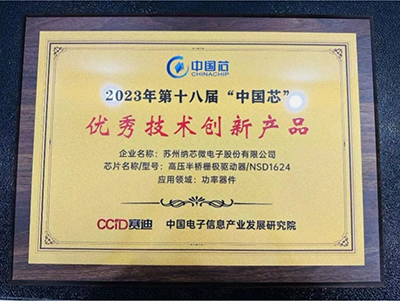 中国芯
CHINACHIP
2023年第十八届“中国芯”
优秀技术创新产品
企业名称：苏州纳芯微电子股份有限公司
芯片名称/型号：高压半桥栅极驱动器/NSD1624
应用领域：功率器件
CCID赛迪 中国电子信息产业发展研究院